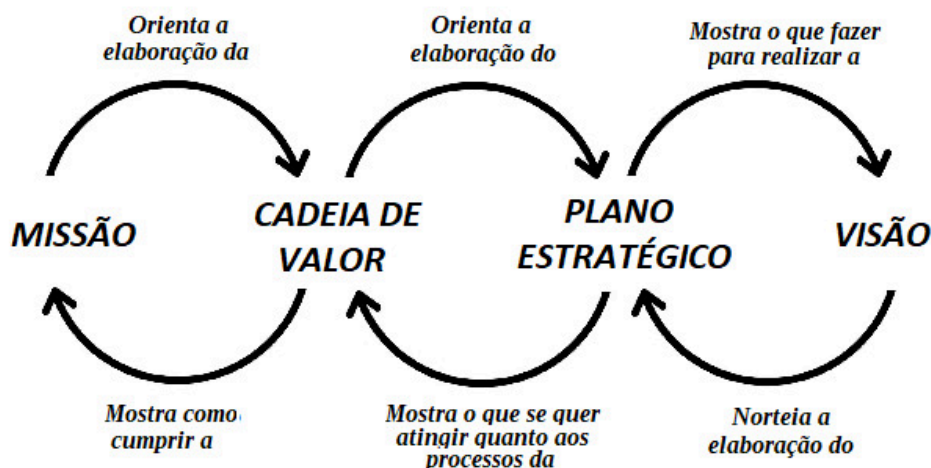 Orienta a
elaboração da
Orienta a
elaboração do
Mostra o que fazer
para realizar a
MISSÃO
CADEIA DE
VALOR
PLANO
ESTRATÉGICO
VISÃO
Mostra como
cumprir a
Mostra o que se quer
atingir quanto aos
processos da
Norteia a
elaboração do